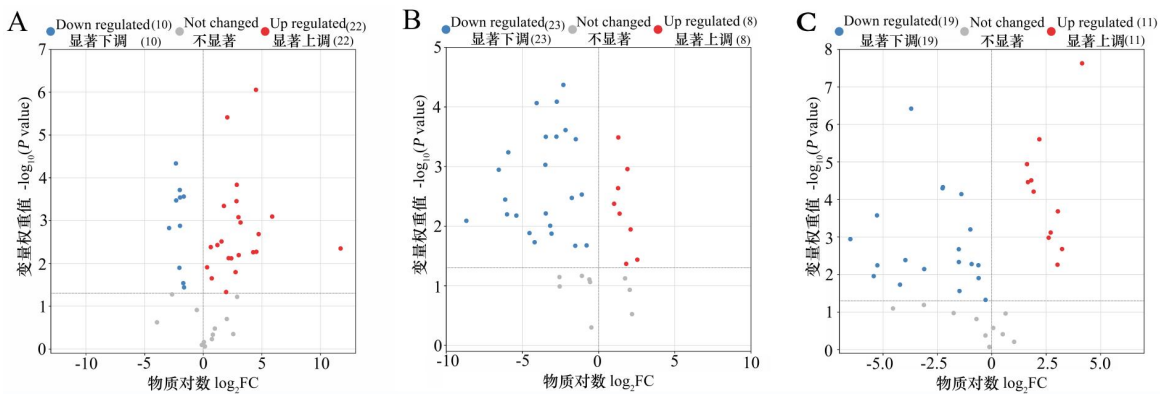 A
Down regulated(10) Not changed Up regulated(22)
显著下调(10) 不显著 显著上调(22)
7
6
5
4
3
2
1
0
变量权重值 -log10(P value)
-10 -5 0 5 10
物质对数 log2FC
B
Down regulated(23) Not changed Up regulated (8)
显著下调(23) 不显著 显著上调(8)
5
4
3
2
1
0
变量权重值 -log10(P value)
-10 -5 0 5 10
物质对数 log2FC
C
Down regulated(19) Not changed Up regulated (11)
显著下调(19) 不显著 显著上调(11)
8
7
6
5
4
3
2
1
0
变量权重值 -log10(P value)
-5.0 -2.5 0 2.5 5.0
物质对数 log2FC